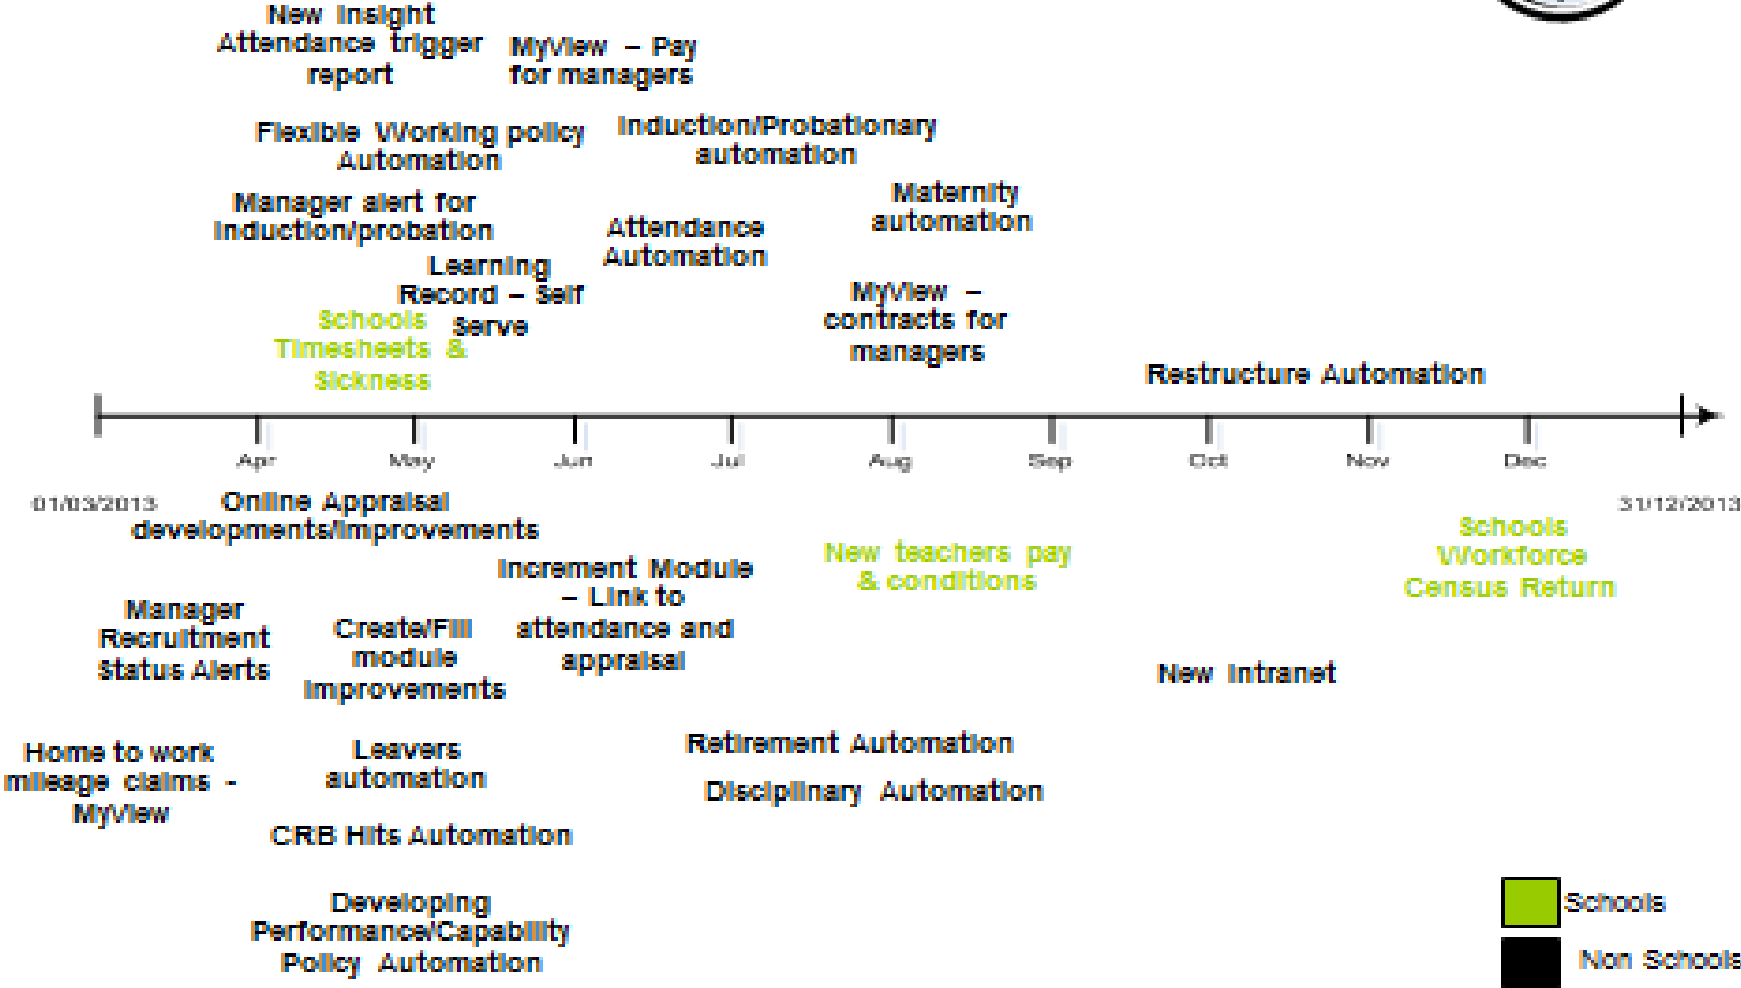 New Insight
Attendance trigger
report
MyView – Pay
for managers
Flexible Working policy
Automation
Induction/Probationary
automation
Manager alert for
induction/probation
Attendance
Automation
Maternity
automation
Learning
Record – Self
Serve
Schools
Timesheets &
Sickness
MyView –
contracts for
managers
Restructure Automation
Apr
May
Jun
Jul
Aug
Sep
Oct
Nov
Dec
01/03/2013
31/12/2013
Online Appraisal
developments/improvements
Increment Module
– Link to
attendance and
appraisal
New teachers pay
& conditions
Schools
Workforce
Census Return
Manager
Recruitment
Status Alerts
Create/Fill
module
improvements
New Intranet
Home to work
mileage claims -
MyView
Leavers
automation
Retirement Automation
Disciplinary Automation
CRB Hits Automation
Developing
Performance/Capability
Policy Automation
Schools
Non Schools